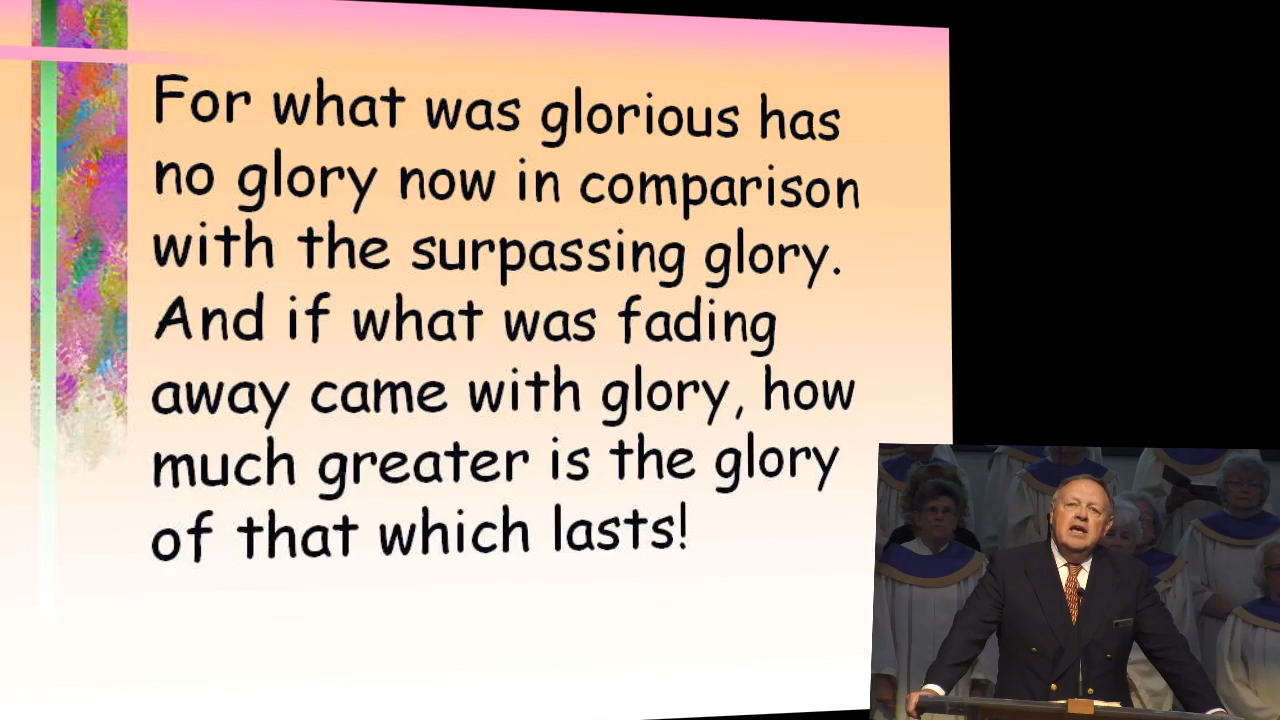 For what was glorious has
no glory now in comparison
with the surpassing glory.
And if what was fading
away came with glory, how
much greater is the glory
of that which lasts!